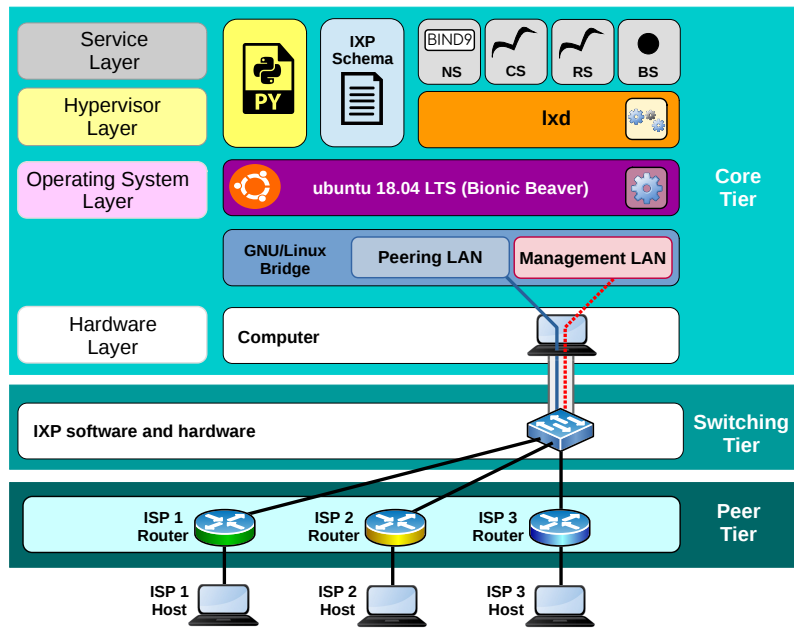 Service
Layer
PY
IXP
Schema
BIND9
NS
CS
RS
BS
Hypervisor
Layer
lxd
Operating System
Layer
ubuntu 18.04 LTS (Bionic Beaver)
Core
Tier
GNU/Linux
Bridge
Peering LAN
Management LAN
Hardware
Layer
Computer
IXP software and hardware
Switching
Tier
ISP 1
Router
ISP 2
Router
ISP 3
Router
Peer
Tier
ISP 1
Host
ISP 2
Host
ISP 3
Host